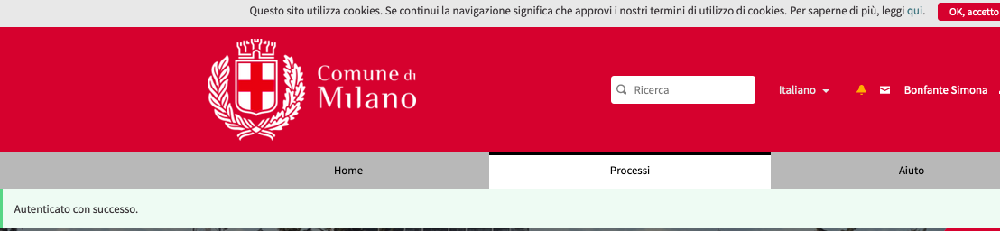 Questo sito utilizza cookies. Se continui la navigazione significa che approvi i nostri termini di utilizzo di cookies. Per saperne di più, leggi qui. OK, accetto
Comune di
Milano
Ricerca
Italiano
Bonfante Simona
Home Processi Aiuto
Autenticato con successo.